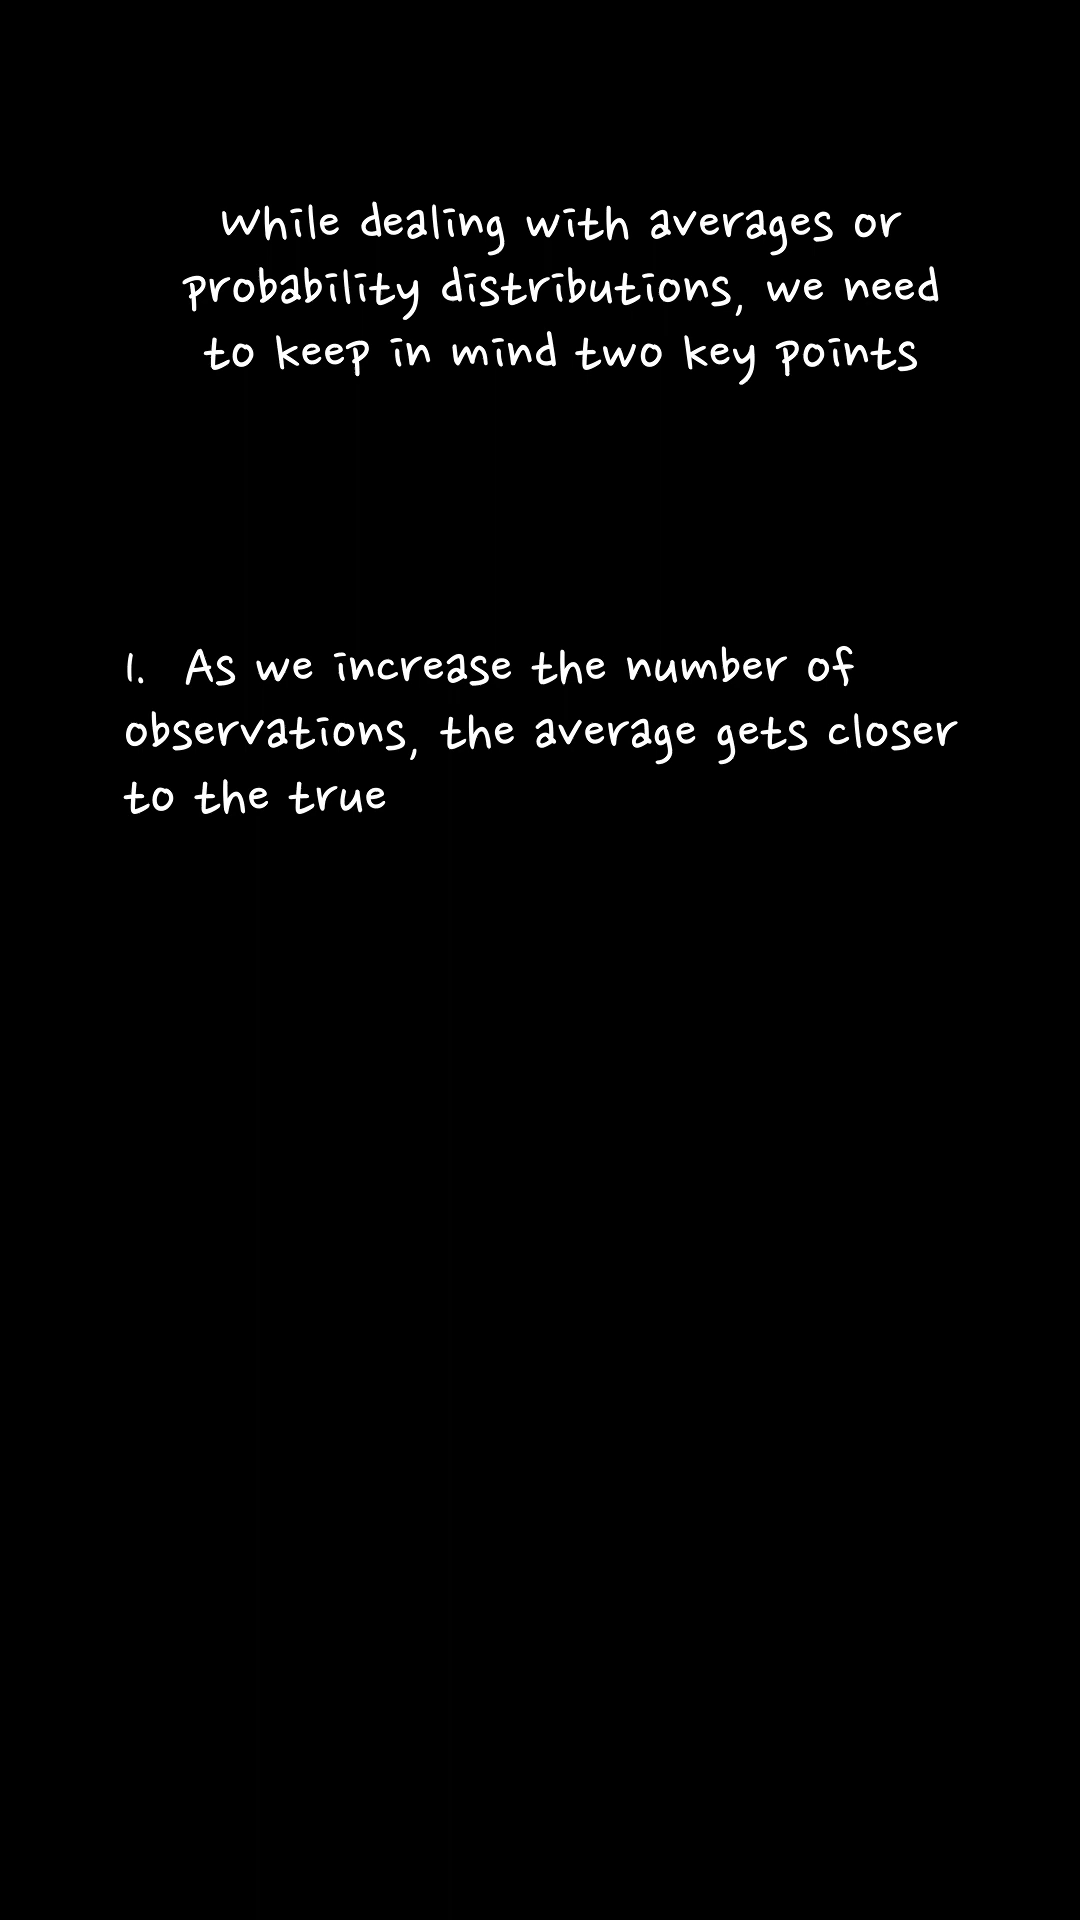 While dealing with averages or
probability distributions, we need
to keep in mind two key points
1. As we increase the number of
observations, the average gets closer
to the true